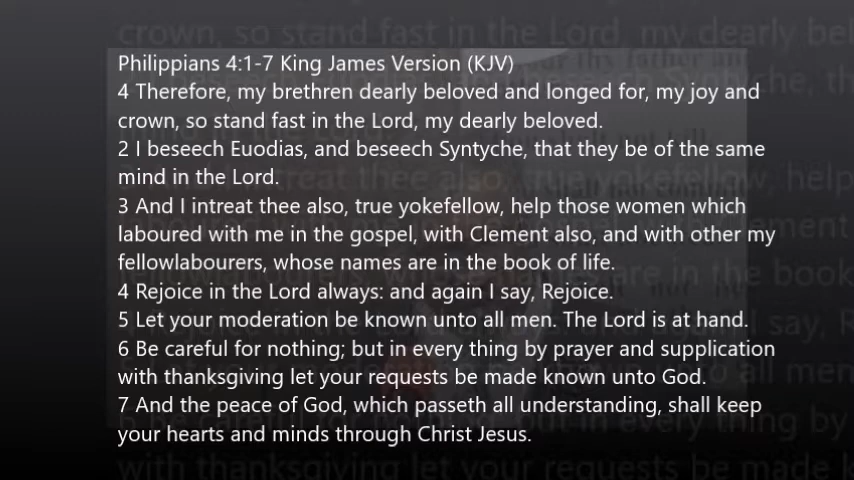 Philippians 4:1-7 King James Version (KJV)
4 Therefore, my brethren dearly beloved and longed for, my joy and
crown, so stand fast in the Lord, my dearly beloved.
2 I beseech Euodias, and beseech Syntyche, that they be of the same
mind in the Lord.
3 And I intreat thee also, true yokefellow, help those women which
laboured with me in the gospel, with Clement also, and with other my
fellowlabourers, whose names are in the book of life.
4 Rejoice in the Lord always: and again I say, Rejoice.
5 Let your moderation be known unto all men. The Lord is at hand.
6 Be careful for nothing; but in every thing by prayer and supplication
with thanksgiving let your requests be made known unto God.
7 And the peace of God, which passeth all understanding, shall keep
your hearts and minds through Christ Jesus.